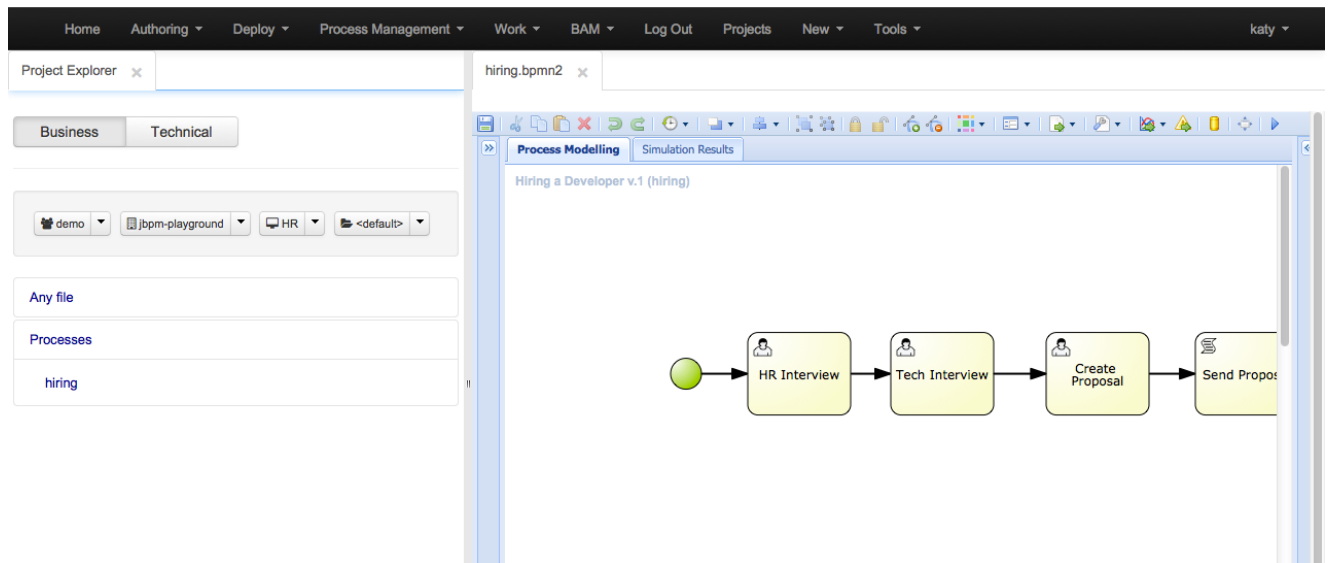 Home Authoring Deploy Process Management Work BAM Log Out Projects New Tools katy
Project Explorer
hiring.bpmn2
Business Technical
Process Modelling Simulation Results
Hiring a Developer v.1 (hiring)
demo jbpm-playground HR <default>
Any file
Processes
hiring
HR Interview
Tech Interview
Create
Proposal
Send Propos